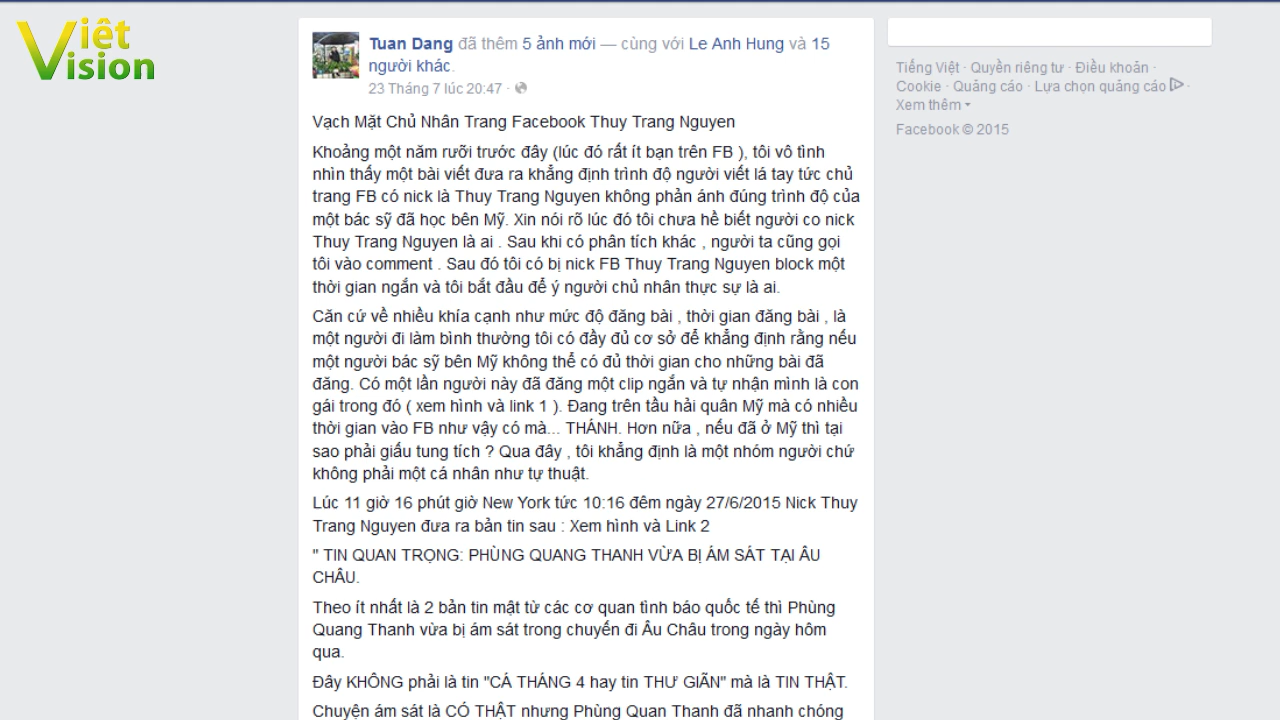 Việt
Vision
Tuan Dang đã thêm 5 ảnh mới — cùng với Le Anh Hung và 15
người khác.
23 Tháng 7 lúc 20:47 ·
Vạch Mặt Chủ Nhân Trang Facebook Thuy Trang Nguyen
Khoảng một năm rưỡi trước đây (lúc đó rất ít bạn trên FB ), tôi vô tình
nhìn thấy một bài viết đưa ra khẳng định trình độ người viết lá tay tức chủ
trang FB có nick là Thuy Trang Nguyen không phản ánh đúng trình độ của
một bác sỹ đã học bên Mỹ. Xin nói rõ lúc đó tôi chưa hề biết người co nick
Thuy Trang Nguyen là ai . Sau khi có phân tích khác , người ta cũng gọi
tôi vào comment . Sau đó tôi có bị nick FB Thuy Trang Nguyen block một
thời gian ngắn và tôi bắt đầu để ý người chủ nhân thực sự là ai.
Căn cứ về nhiều khía cạnh như mức độ đăng bài , thời gian đăng bài , là
một người đi làm bình thường tôi có đầy đủ cơ sở để khẳng định rằng nếu
một người bác sỹ bên Mỹ không thể có đủ thời gian cho những bài đã
đăng. Có một lần người này đã đăng một clip ngắn và tự nhận mình là con
gái trong đó ( xem hình và link 1 ). Đang trên tầu hải quân Mỹ mà có nhiều
thời gian vào FB như vậy có mà... THÁNH. Hơn nữa , nếu đã ở Mỹ thì tại
sao phải giấu tung tích ? Qua đây , tôi khẳng định là một nhóm người chứ
không phải một cá nhân như tự thuật.
Lúc 11 giờ 16 phút giờ New York tức 10:16 đêm ngày 27/6/2015 Nick Thuy
Trang Nguyen đưa ra bản tin sau : Xem hình và Link 2
" TIN QUAN TRỌNG: PHÙNG QUANG THANH VỪA BỊ ÁM SÁT TẠI ÂU
CHÂU.
Theo ít nhất là 2 bản tin mật từ các cơ quan tình báo quốc tế thì Phùng
Quang Thanh vừa bị ám sát trong chuyến đi Âu Châu trong ngày hôm
qua.
Đây KHÔNG phải là tin "CÁ THÁNG 4 hay tin THƯ GIÃN" mà là TIN THẬT.
Chuyện ám sát là CÓ THẬT nhưng Phùng Quan Thanh đã nhanh chóng
Tiếng Việt · Quyền riêng tư · Điều khoản ·
Cookie · Quảng cáo · Lựa chọn quảng cáo ·
Xem thêm
Facebook © 2015